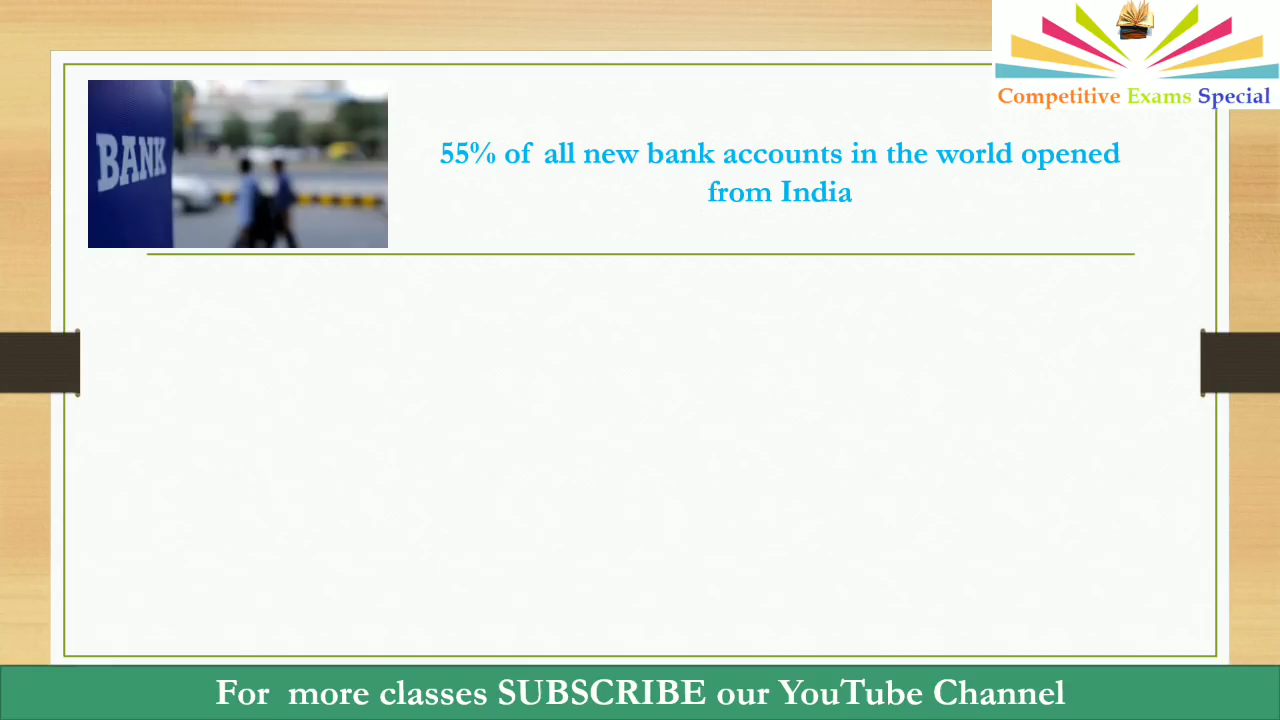 Competitive Exams Special
BANK
55% of all new bank accounts in the world opened
from India
For more classes SUBSCRIBE our YouTube Channel